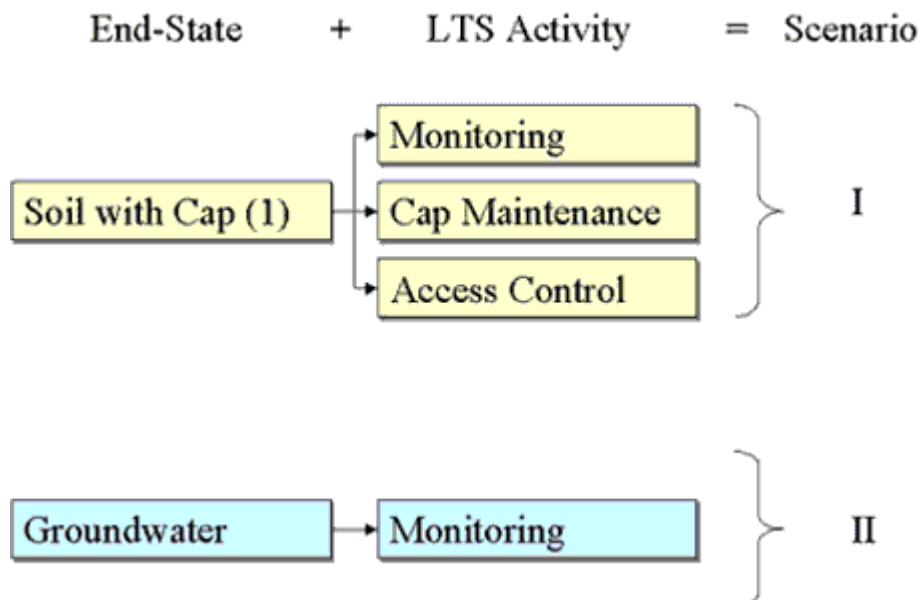 End-State + LTS Activity = Scenario
Monitoring
Soil with Cap (1) Cap Maintenance I
Access Control
Groundwater Monitoring II